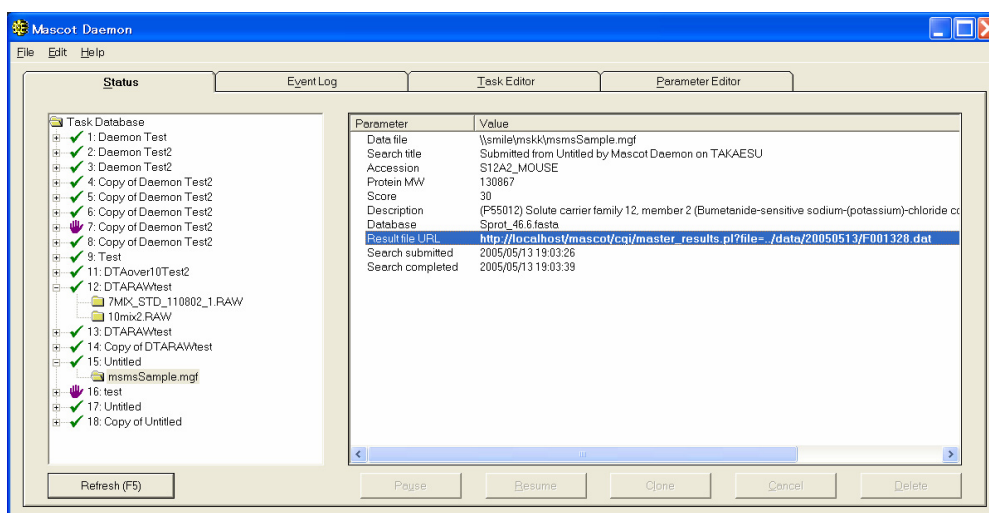 Mascot Daemon
File Edit Help
Status Event Log Task Editor Parameter Editor
Task Database
1: Daemon Test
2: Daemon Test2
3: Daemon Test2
4: Copy of Daemon Test2
5: Copy of Daemon Test2
6: Copy of Daemon Test2
7: Copy of Daemon Test2
8: Copy of Daemon Test2
9: Test
11: DTAover10Test2
12: DTARAWtest
7MIX_STD_110802_1.RAW
10mix2.RAW
13: DTARAWtest
14: Copy of DTARAWtest
15: Untitled
msmsSample.mgf
16: test
17: Untitled
18: Copy of Untitled
Parameter Value
Data file \\smile\mskk\msmsSample.mgf
Search title Submitted from Untitled by Mascot Daemon on TAKAESU
Accession S12A2_MOUSE
Protein MW 130867
Score 30
Description (P55012) Solute carrier family 12, member 2 (Bumetanide-sensitive sodium-(potassium)-chloride co
Database Sprot_46.6.fasta
Result file URL http://localhost/mascot/cgi/master_results.pl?file=../data/20050513/F001328.dat
Search submitted 2005/05/13 19:03:26
Search completed 2005/05/13 19:03:39
Refresh (F5) Pause Resume Clone Cancel Delete